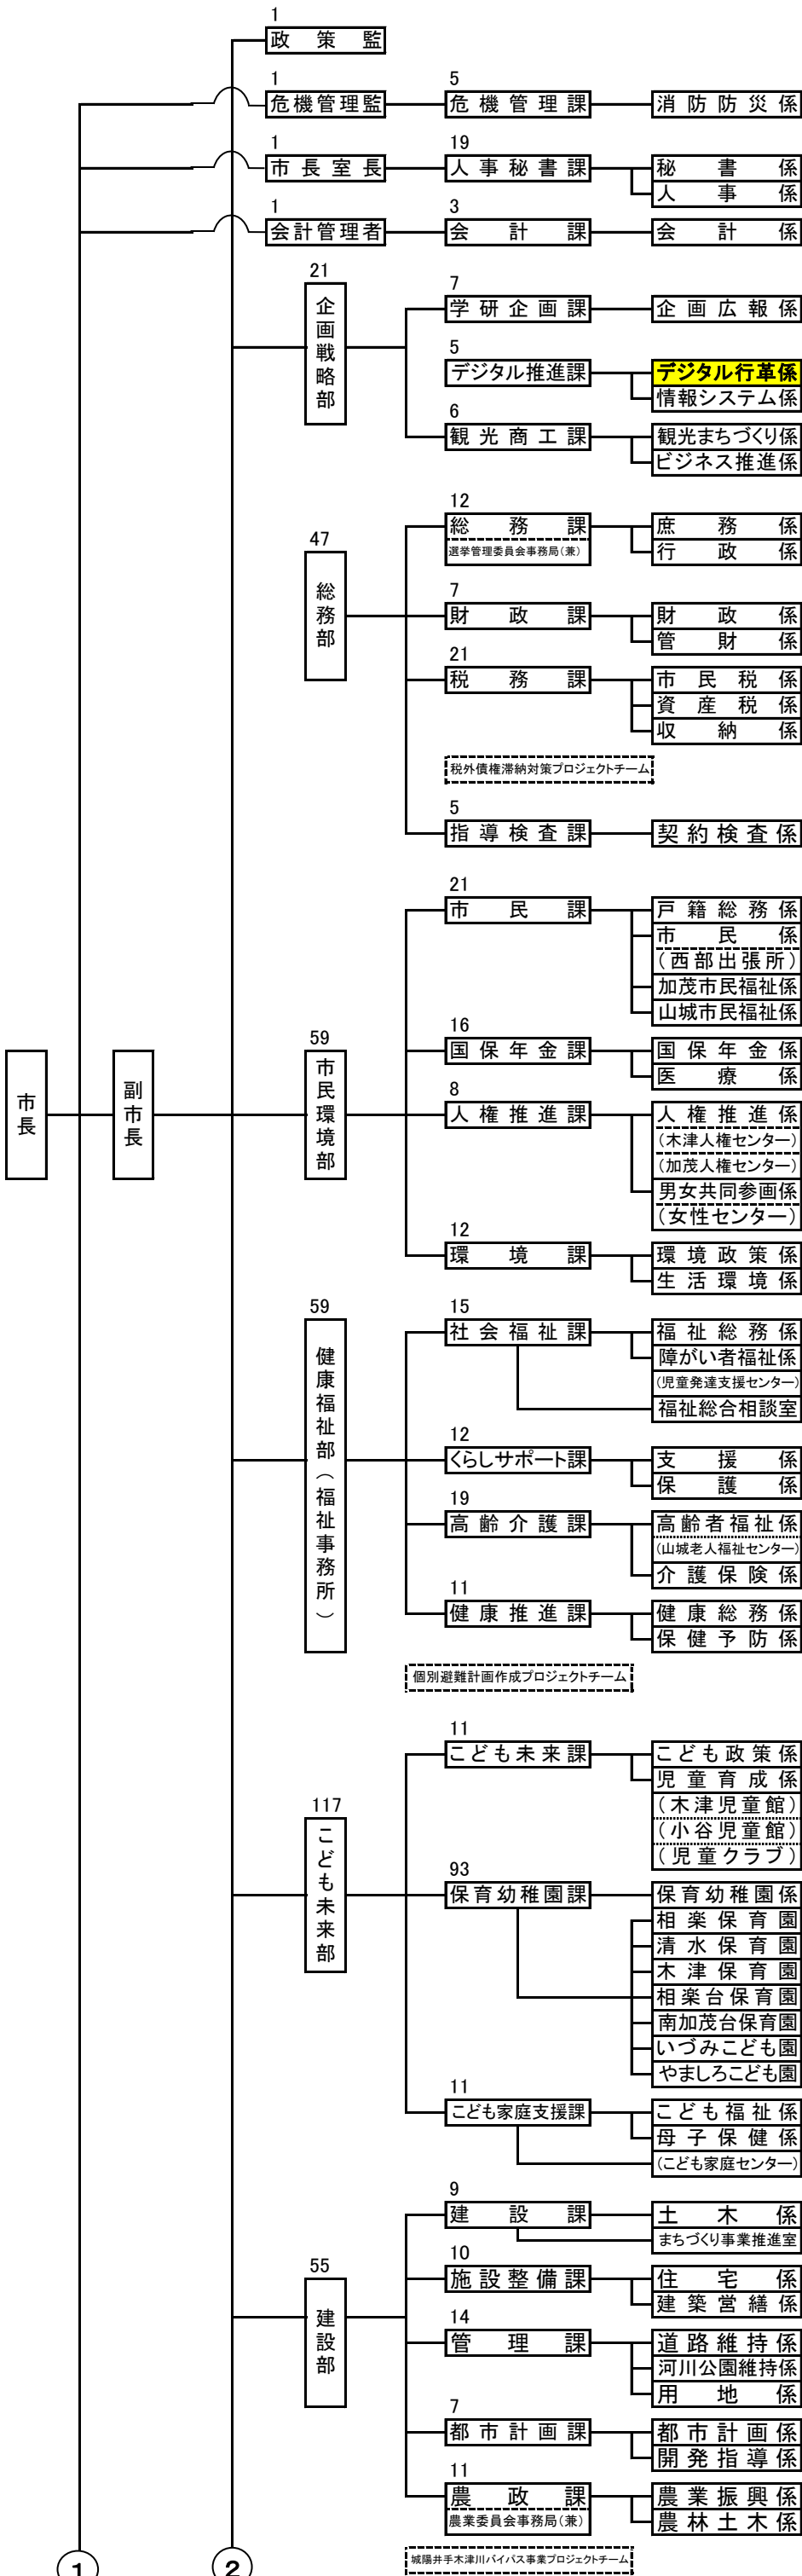 1
政策監
1
5
危機管理監
危機管理課
消防防災係
1
19
市長室長
人事秘書課
秘書係
人事係
1
3
会計管理者
会計課
会計係
21
企画戦略部
7
学研企画課
企画広報係
5
デジタル推進課
デジタル行革係
情報システム係
6
観光商工課
観光まちづくり係
ビジネス推進係
47
総務部
12
総務課
選挙管理委員会事務局(兼)
庶務係
行政係
7
財政課
財政係
管財係
21
税務課
市民税係
資産税係
収納係
税外債権滞納対策プロジェクトチーム
5
指導検査課
契約検査係
市長
副市長
59
市民環境部
21
市民課
戸籍総務係
市民係
(西部出張所)
加茂市民福祉係
山城市民福祉係
16
国保年金課
国保年金係
医療係
8
人権推進課
人権推進係
(木津人権センター)
(加茂人権センター)
男女共同参画係
(女性センター)
12
環境課
環境政策係
生活環境係
59
健康福祉部(福祉事務所)
15
社会福祉課
福祉総務係
障がい者福祉係
(児童発達支援センター)
福祉総合相談室
12
くらしサポート課
支援係
保護係
19
高齢介護課
高齢者福祉係
(山城老人福祉センター)
介護保険係
11
健康推進課
健康総務係
保健予防係
個別避難計画作成プロジェクトチーム
117
こども未来部
11
こども未来課
こども政策係
児童育成係
(木津児童館)
(小谷児童館)
(児童クラブ)
93
保育幼稚園課
保育幼稚園係
相楽保育園
清水保育園
木津保育園
相楽台保育園
南加茂台保育園
いづみこども園
やましろこども園
11
こども家庭支援課
こども福祉係
母子保健係
(こども家庭センター)
55
建設部
9
建設課
土木係
まちづくり事業推進室
10
施設整備課
住宅係
建築営繕係
14
管理課
道路維持係
河川公園維持係
用地係
7
都市計画課
都市計画係
開発指導係
11
農政課
農業委員会事務局(兼)
農業振興係
農林土木係
城陽井手木津川バイパス事業プロジェクトチーム
1
2